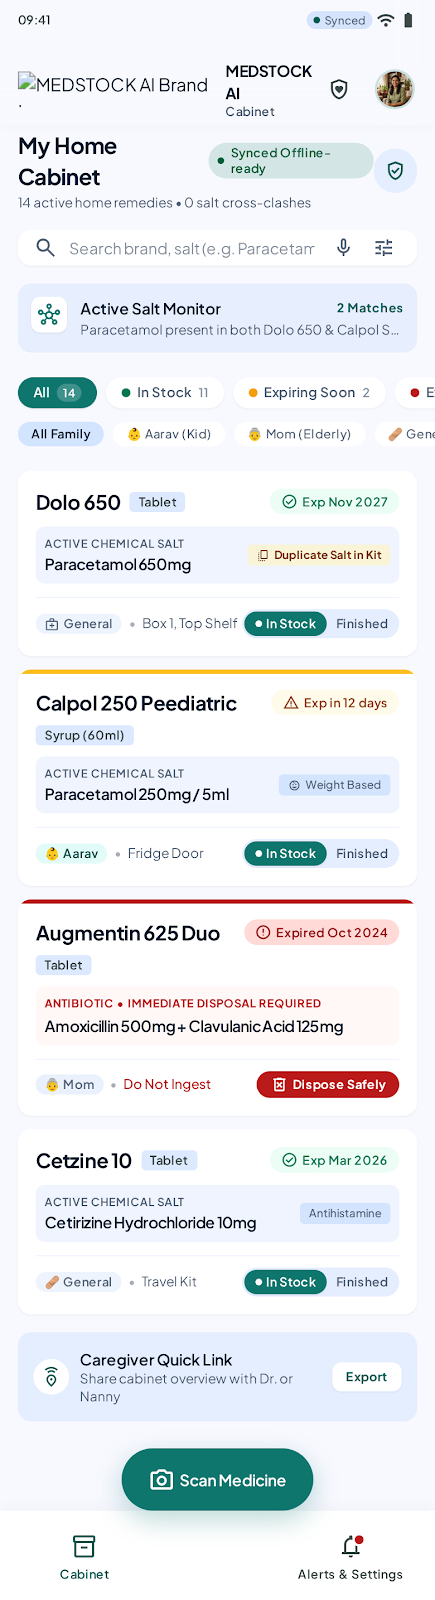 09:41
Synced
MEDSTOCK AI Brand
.
MEDSTOCK
AI
Cabinet
My Home
Cabinet
Synced Offline-
ready
14 active home remedies • 0 salt cross-clashes
Search brand, salt (e.g. Paracetam
Active Salt Monitor
2 Matches
Paracetamol present in both Dolo 650 & Calpol S...
All 14
In Stock 11
Expiring Soon 2
E
All Family
Aarav (Kid)
Mom (Elderly)
Gene
Dolo 650 Tablet
Exp Nov 2027
ACTIVE CHEMICAL SALT
Paracetamol 650mg
Duplicate Salt in Kit
General • Box 1, Top Shelf
In Stock Finished
Calpol 250 Peediatric
Exp in 12 days
Syrup (60ml)
ACTIVE CHEMICAL SALT
Paracetamol 250mg / 5ml
Weight Based
Aarav • Fridge Door
In Stock Finished
Augmentin 625 Duo
Expired Oct 2024
Tablet
ANTIBIOTIC • IMMEDIATE DISPOSAL REQUIRED
Amoxicillin 500mg + Clavulanic Acid 125mg
Mom • Do Not Ingest
Dispose Safely
Cetzine 10 Tablet
Exp Mar 2026
ACTIVE CHEMICAL SALT
Cetirizine Hydrochloride 10mg
Antihistamine
General • Travel Kit
In Stock Finished
Caregiver Quick Link
Share cabinet overview with Dr. or
Nanny
Export
Scan Medicine
Cabinet
Alerts & Settings